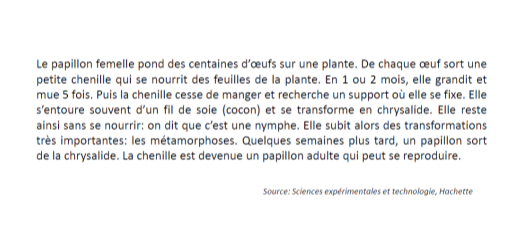 Le papillon femelle pond des centaines d'œufs sur une plante. De chaque œuf sort une
petite chenille qui se nourrit des feuilles de la plante. En 1 ou 2 mois, elle grandit et
mue 5 fois. Puis la chenille cesse de manger et recherche un support où elle se fixe. Elle
s'entoure souvent d'un fil de soie (cocon) et se transforme en chrysalide. Elle reste
ainsi sans se nourrir: on dit que c'est une nymphe. Elle subit alors des transformations
très importantes: les métamorphoses. Quelques semaines plus tard, un papillon sort
de la chrysalide. La chenille est devenue un papillon adulte qui peut se reproduire.
Source: Sciences expérimentales et technologie, Hachette